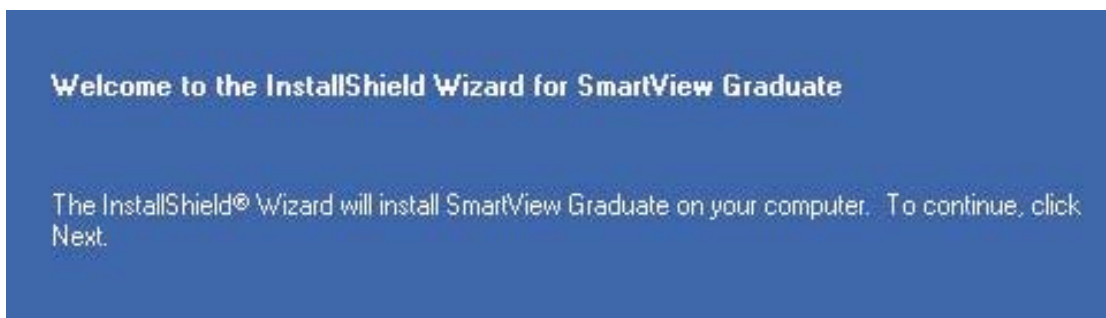 Welcome to the InstallShield Wizard for SmartView Graduate
The InstallShield® Wizard will install SmartView Graduate on your computer.  To continue, click
Next.